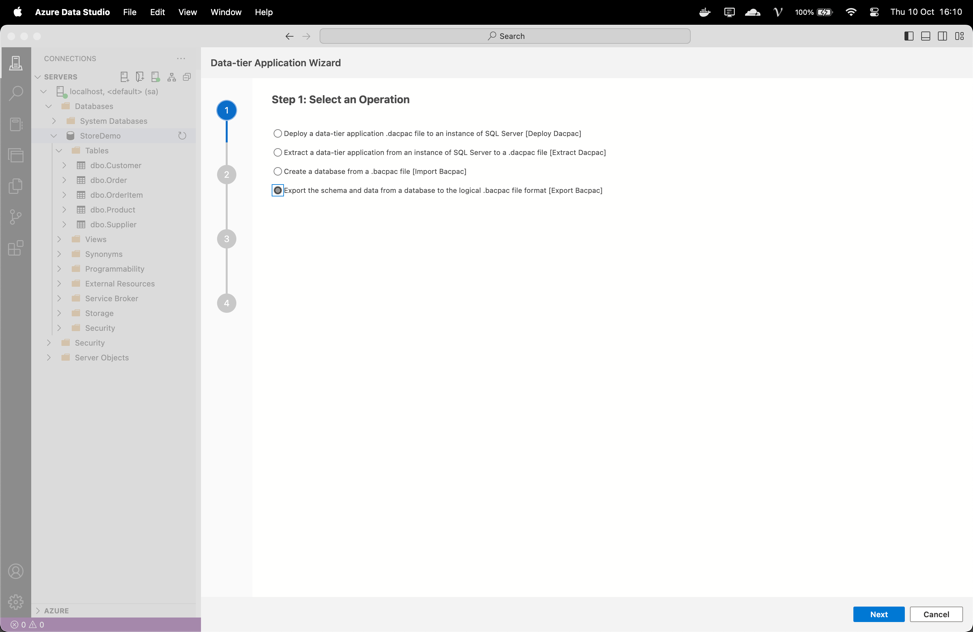 Azure Data Studio File Edit View Window Help 100% Thu 10 Oct 16:10
Search
CONNECTIONS
Data-tier Application Wizard
SERVERS
localhost, <default> (sa)
Databases
System Databases
StoreDemo
Tables
dbo.Customer
dbo.Order
dbo.OrderItem
dbo.Product
dbo.Supplier
Views
Synonyms
Programmability
External Resources
Service Broker
Storage
Security
Security
Server Objects
AZURE
0 0
1
2
3
4
Step 1: Select an Operation
Deploy a data-tier application .dacpac file to an instance of SQL Server [Deploy Dacpac]
Extract a data-tier application from an instance of SQL Server to a .dacpac file [Extract Dacpac]
Create a database from a .bacpac file [Import Bacpac]
Export the schema and data from a database to the logical .bacpac file format [Export Bacpac]
Next Cancel